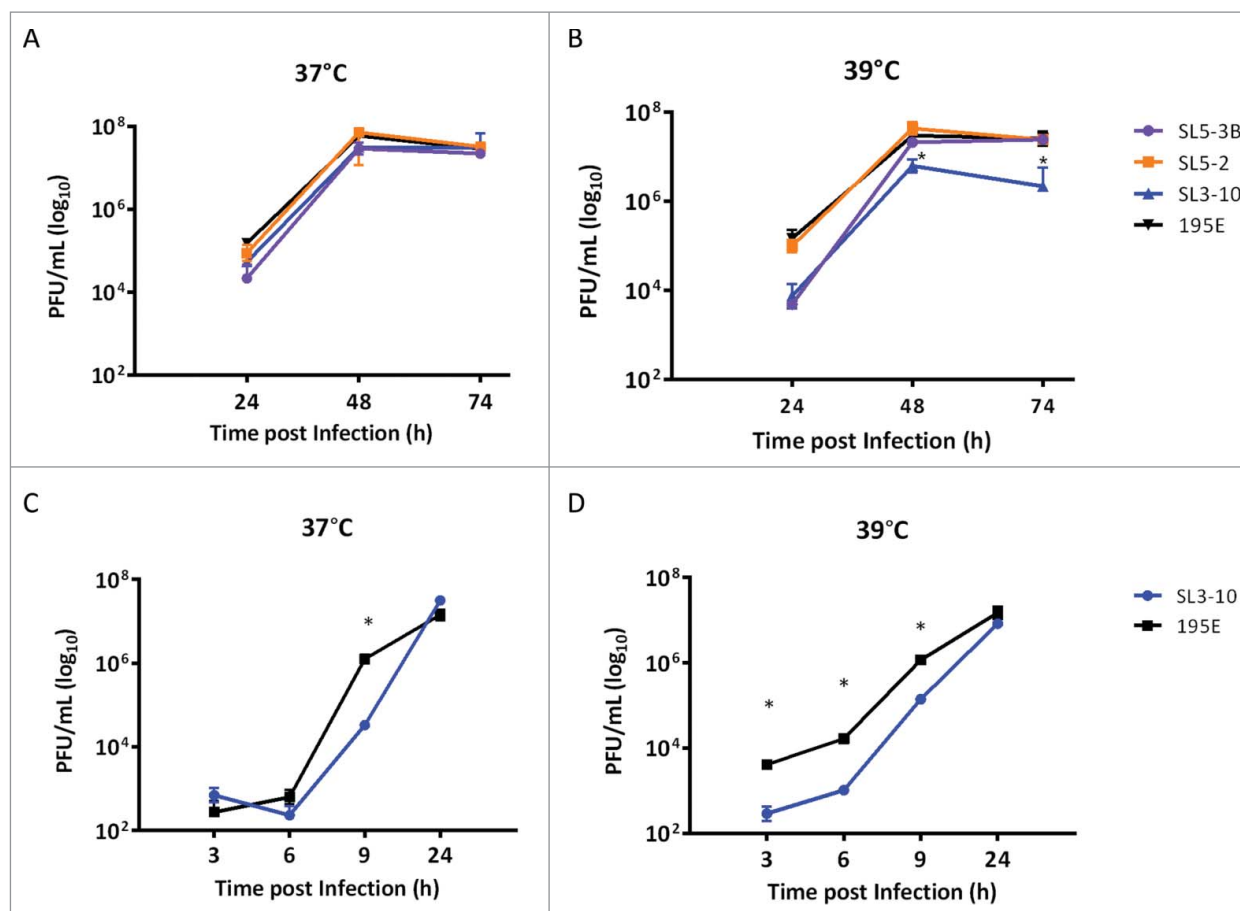 A
37°C
PFU/mL (log₁₀)
10⁸
10⁶
10⁴
10²
24 48 74
Time post Infection (h)
B
39°C
PFU/mL (log₁₀)
10⁸
10⁶
10⁴
10²
* *
24 48 74
Time post Infection (h)
SL5-3B
SL5-2
SL3-10
195E
C
37°C
PFU/mL (log₁₀)
10⁸
10⁶
10⁴
10²
*
3 6 9 24
Time post Infection (h)
D
39°C
PFU/mL (log₁₀)
10⁸
10⁶
10⁴
10²
* * *
3 6 9 24
Time post Infection (h)
SL3-10
195E